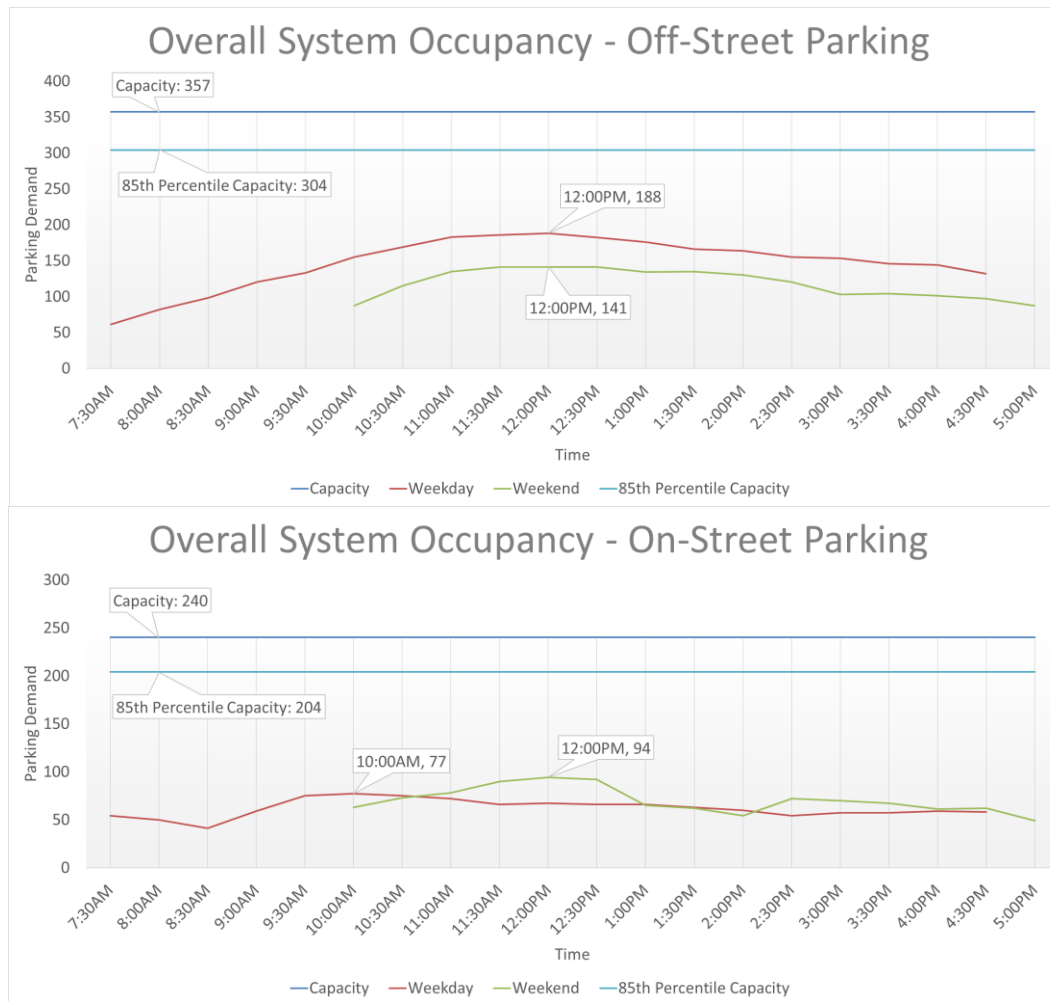 Overall System Occupancy - Off-Street Parking
400
350
300
250
200
150
100
50
0
Parking Demand
Capacity: 357
85th Percentile Capacity: 304
12:00PM, 188
12:00PM, 141
7:30AM
8:00AM
8:30AM
9:00AM
9:30AM
10:00AM
10:30AM
11:00AM
11:30AM
12:00PM
12:30PM
1:00PM
1:30PM
2:00PM
2:30PM
3:00PM
3:30PM
4:00PM
4:30PM
5:00PM
Time
Capacity Weekday Weekend 85th Percentile Capacity
Overall System Occupancy - On-Street Parking
300
250
200
150
100
50
0
Parking Demand
Capacity: 240
85th Percentile Capacity: 204
10:00AM, 77
12:00PM, 94
7:30AM
8:00AM
8:30AM
9:00AM
9:30AM
10:00AM
10:30AM
11:00AM
11:30AM
12:00PM
12:30PM
1:00PM
1:30PM
2:00PM
2:30PM
3:00PM
3:30PM
4:00PM
4:30PM
5:00PM
Time
Capacity Weekday Weekend 85th Percentile Capacity